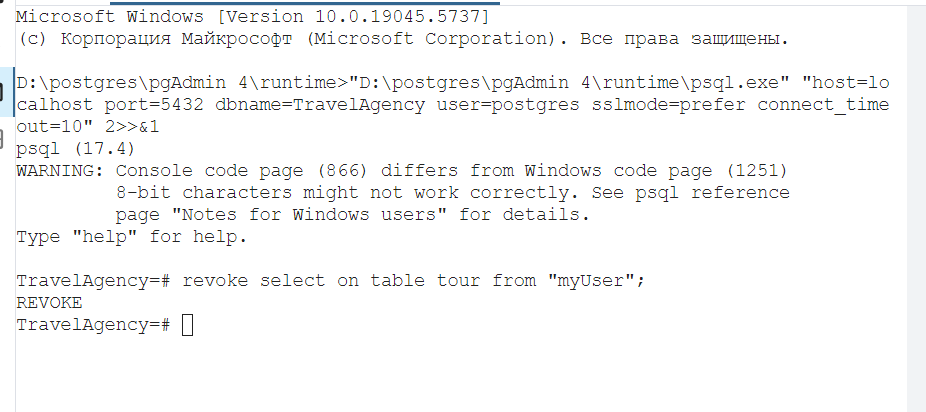 Microsoft Windows [Version 10.0.19045.5737]
(c) Корпорация Майкрософт (Microsoft Corporation). Все права защищены.
D:\postgres\pgAdmin 4\runtime>"D:\postgres\pgAdmin 4\runtime\psql.exe" "host=lo
calhost port=5432 dbname=TravelAgency user=postgres sslmode=prefer connect_time
out=10" 2>>&1
psql (17.4)
WARNING: Console code page (866) differs from Windows code page (1251)
         8-bit characters might not work correctly. See psql reference
         page "Notes for Windows users" for details.
Type "help" for help.
TravelAgency=# revoke select on table tour from "myUser";
REVOKE
TravelAgency=#